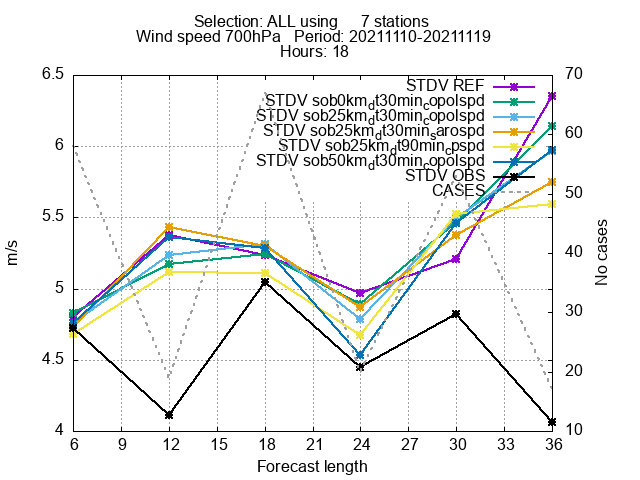 Selection: ALL using 7 stations
Wind speed 700hPa Period: 20211110-20211119
Hours: 18
STDV REF
STDV sob0km_dt30min_copolspd
STDV sob25km_dt30min_copolspd
STDV sob25km_dt30min_sarospd
STDV sob25km_dt90min_cpspd
STDV sob50km_dt30min_copolspd
STDV OBS
CASES
6.5
6
5.5
5
4.5
4
m/s
70
60
50
40
30
20
10
No cases
6 9 12 15 18 21 24 27 30 33 36
Forecast length